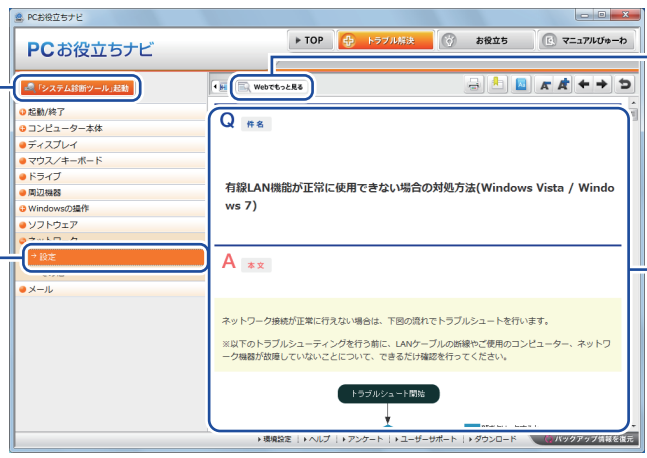 PCお役立ちナビ
PCお役立ちナビ
TOP
トラブル解決
お役立ち
マニュアルびゅーわ
「システム診断ツール」起動
Webでもっと見る
起動/終了
コンピューター本体
ディスプレイ
マウス/キーボード
ドライブ
周辺機器
Windowsの操作
ソフトウェア
ネットワーク
設定
メール
Q 件名
有線LAN機能が正常に使用できない場合の対処方法(Windows Vista / Windo
ws 7)
A 本文
ネットワーク接続が正常に行えない場合は、下図の流れでトラブルシュートを行います。
※以下のトラブルシューティングを行う前に、LANケーブルの断線やご使用のコンピューター、ネットワ
ーク機器が故障していないことについて、できるだけ確認を行ってください。
トラブルシュート開始
環境設定 | ヘルプ | アンケート | ユーザーサポート | ダウンロード
バックアップ情報を復元